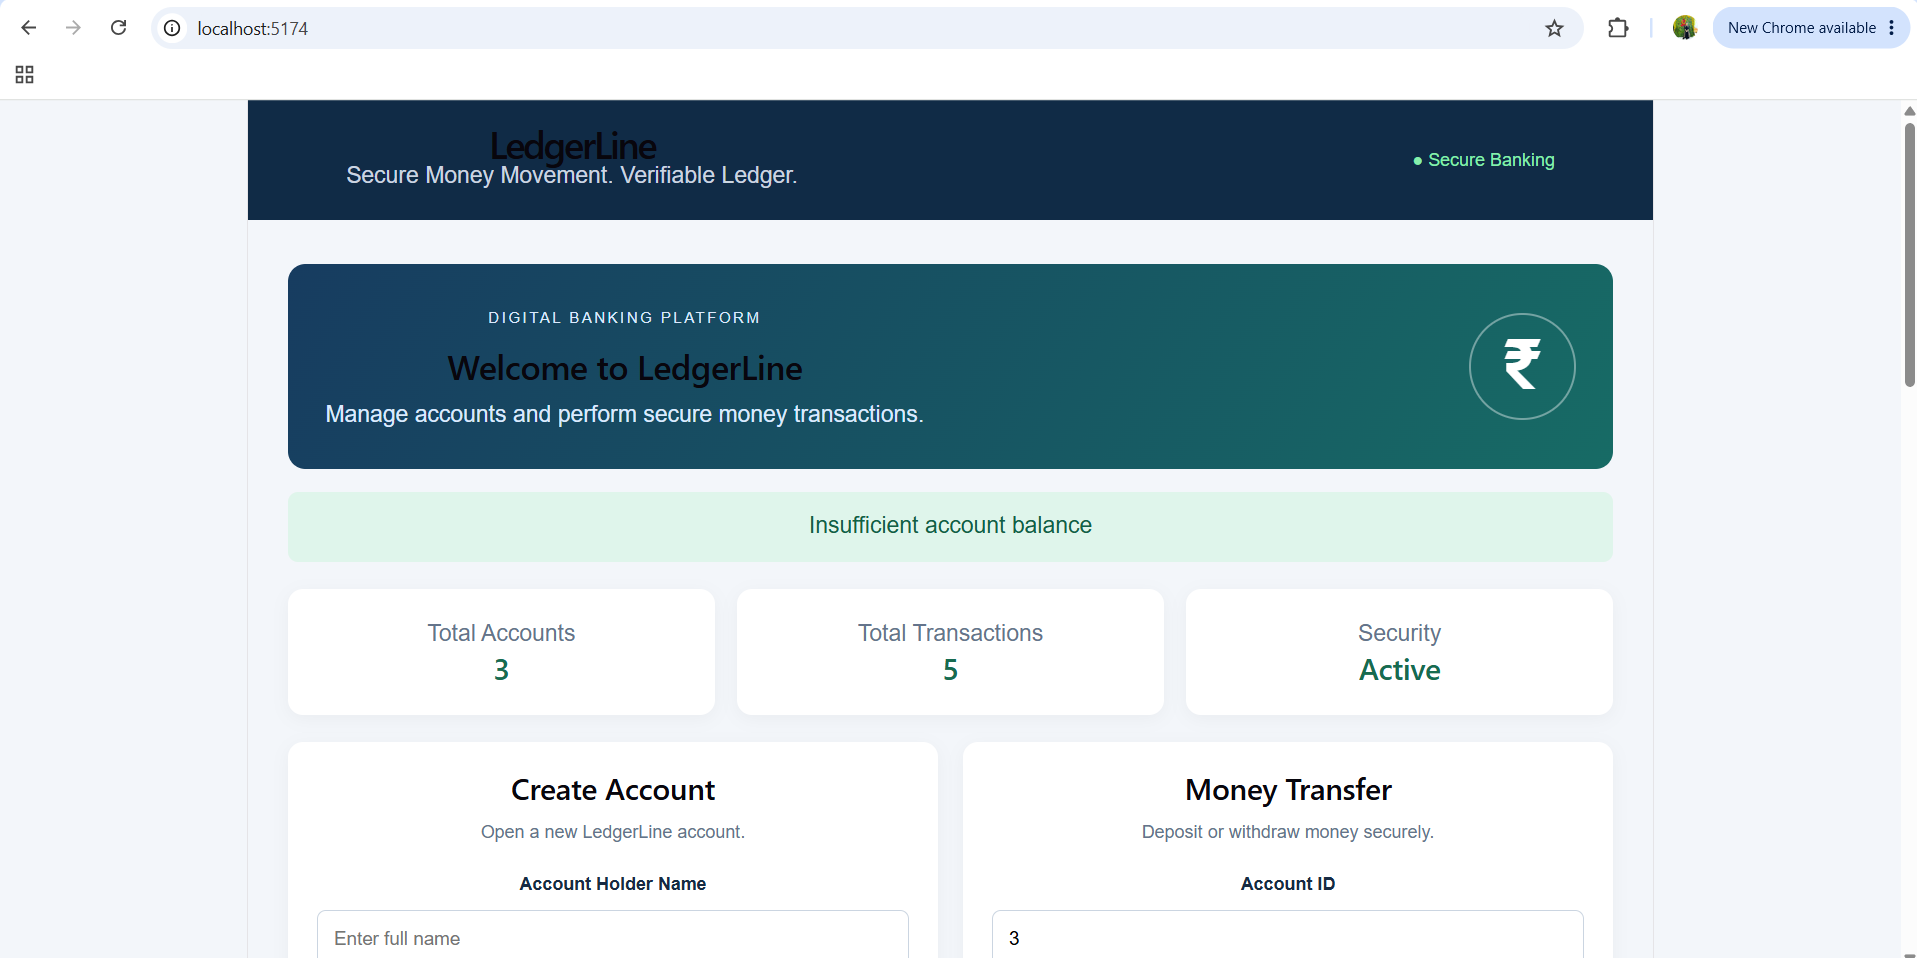 localhost:5174
New Chrome available
LedgerLine
Secure Money Movement. Verifiable Ledger.
● Secure Banking
DIGITAL BANKING PLATFORM
Welcome to LedgerLine
Manage accounts and perform secure money transactions.
₹
Insufficient account balance
Total Accounts
3
Total Transactions
5
Security
Active
Create Account
Open a new LedgerLine account.
Account Holder Name
Enter full name
Money Transfer
Deposit or withdraw money securely.
Account ID
3